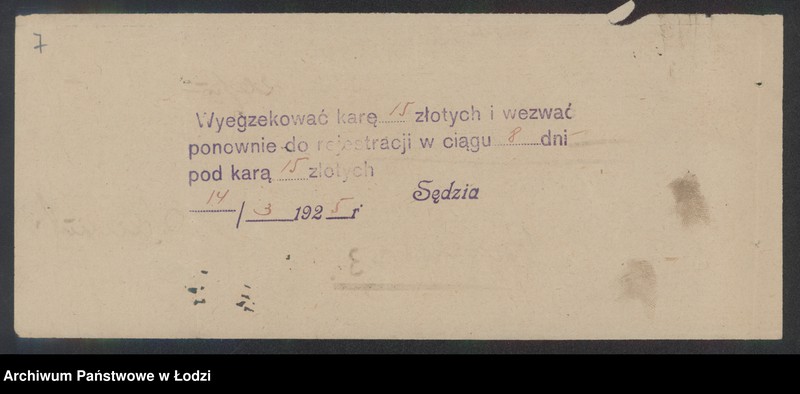 7
Wyegzekować karę 15 złotych i wezwać
ponownie do rejestracji w ciągu 8 dni
pod karą 15 złotych
Sędzia
14/3 1925 r
Archiwum Państwowe w Łodzi